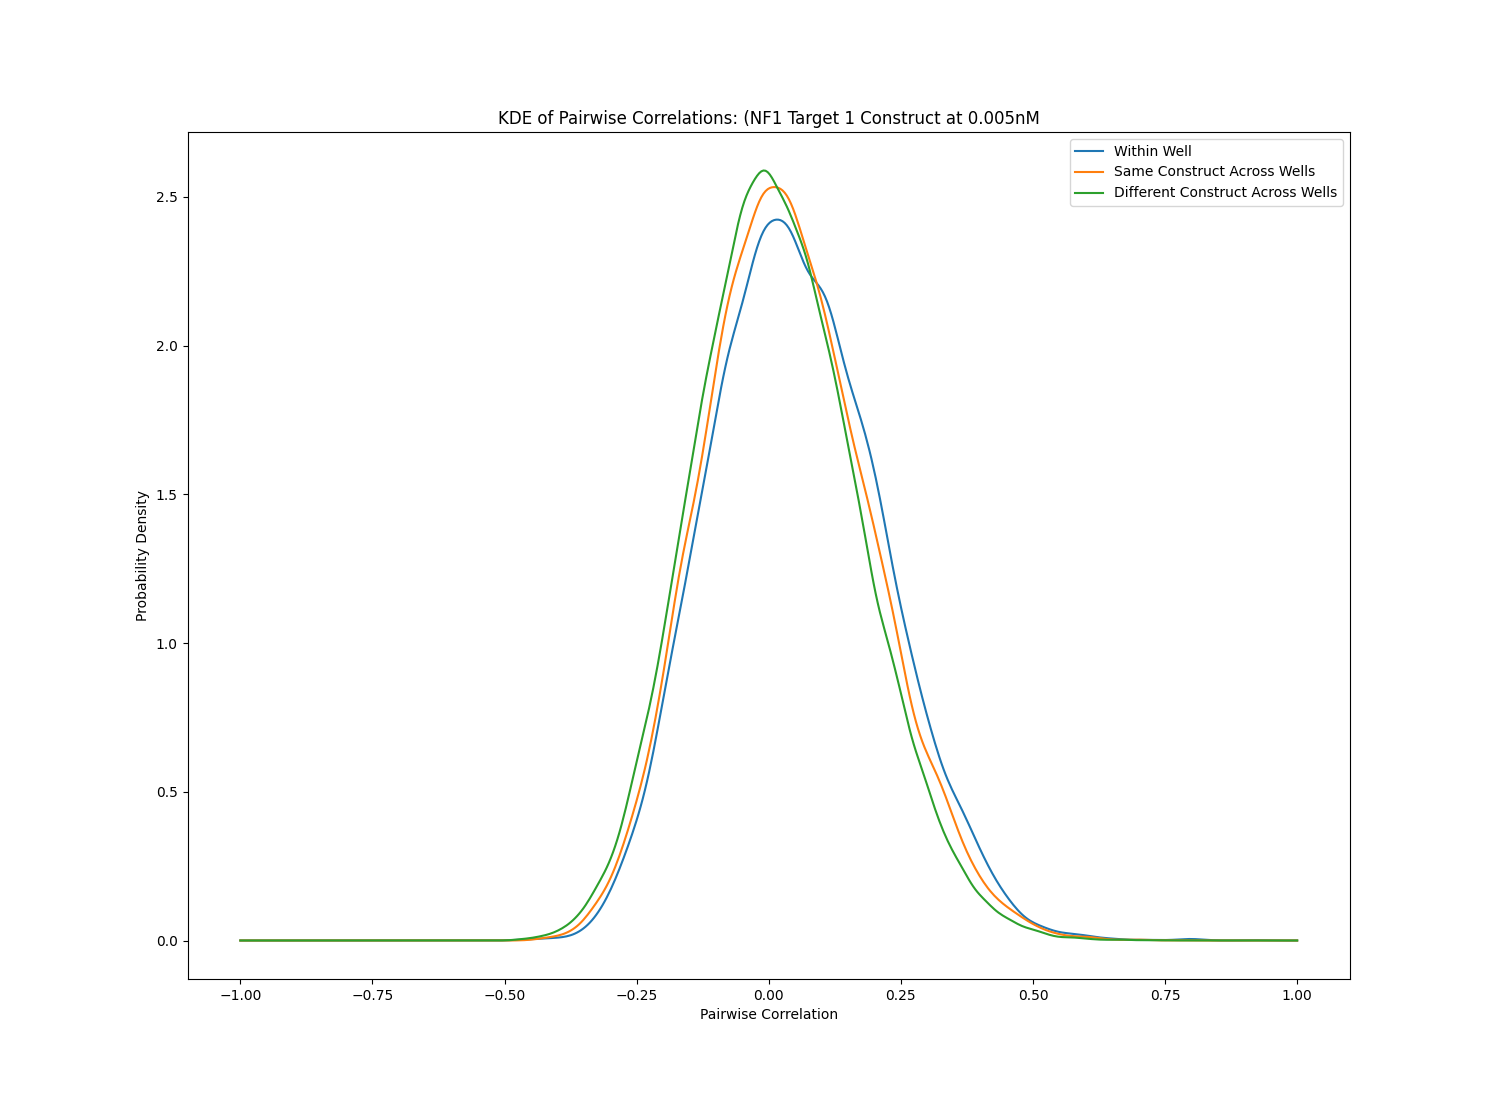 KDE of Pairwise Correlations: (NF1 Target 1 Construct at 0.005nM
Within Well
Same Construct Across Wells
Different Construct Across Wells
2.5
2.0
1.5
1.0
0.5
0.0
Probability Density
−1.00 −0.75 −0.50 −0.25 0.00 0.25 0.50 0.75 1.00
Pairwise Correlation